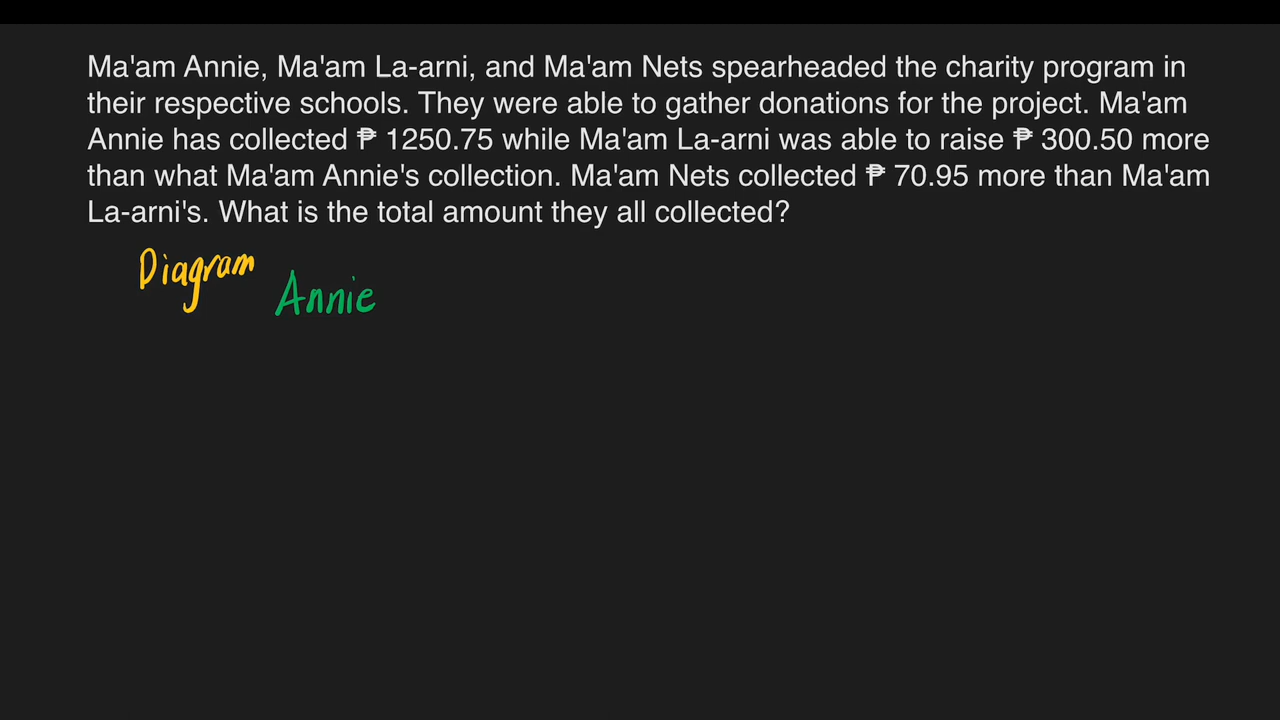 Ma'am Annie, Ma'am La-arni, and Ma'am Nets spearheaded the charity program in
their respective schools. They were able to gather donations for the project. Ma'am
Annie has collected ₱ 1250.75 while Ma'am La-arni was able to raise ₱ 300.50 more
than what Ma'am Annie's collection. Ma'am Nets collected ₱ 70.95 more than Ma'am
La-arni's. What is the total amount they all collected?
Diagram
Annie